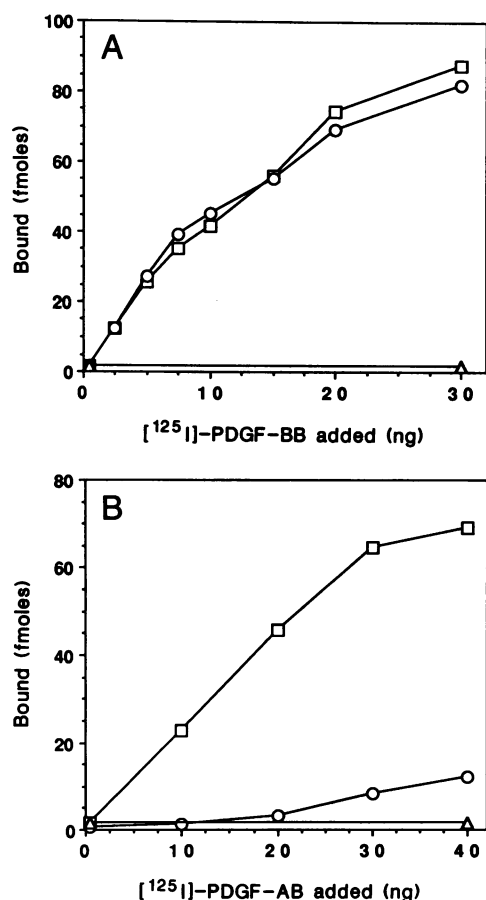 A
100
80
60
40
20
0
Bound (fmoles)
0 10 20 30
[¹²⁵I]-PDGF-BB added (ng)
B
80
60
40
20
0
Bound (fmoles)
0 10 20 30 40
[¹²⁵I]-PDGF-AB added (ng)